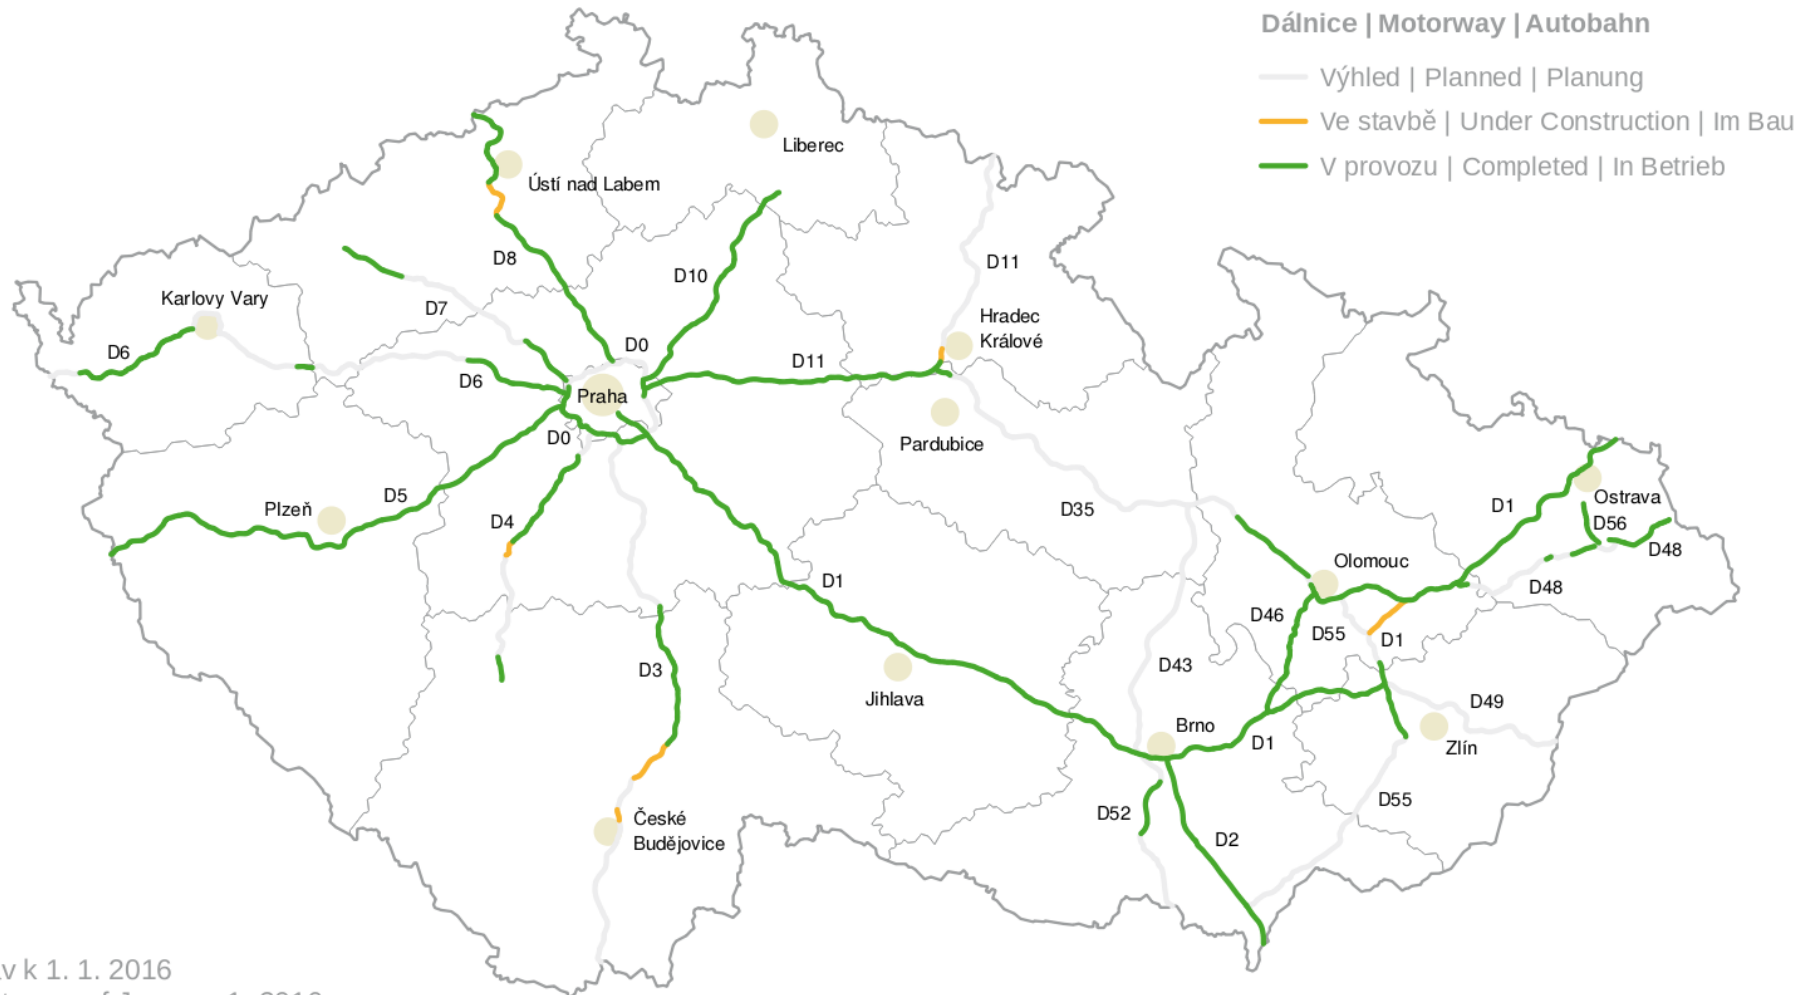 Dálnice | Motorway | Autobahn
Výhled | Planned | Planung
Ve stavbě | Under Construction | Im Bau
V provozu | Completed | In Betrieb
Liberec
Ústí nad Labem
D8
D10
D11
Karlovy Vary
D7
Hradec
Králové
D6
D0
D11
D6
Praha
D0
Pardubice
D5
Plzeň
D4
D35
D1
Ostrava
D56
D48
Olomouc
D1
D48
D46
D55
D1
D3
D43
Jihlava
D49
Brno
D1
Zlín
D55
D52
České
Budějovice
D2
k 1. 1. 2016